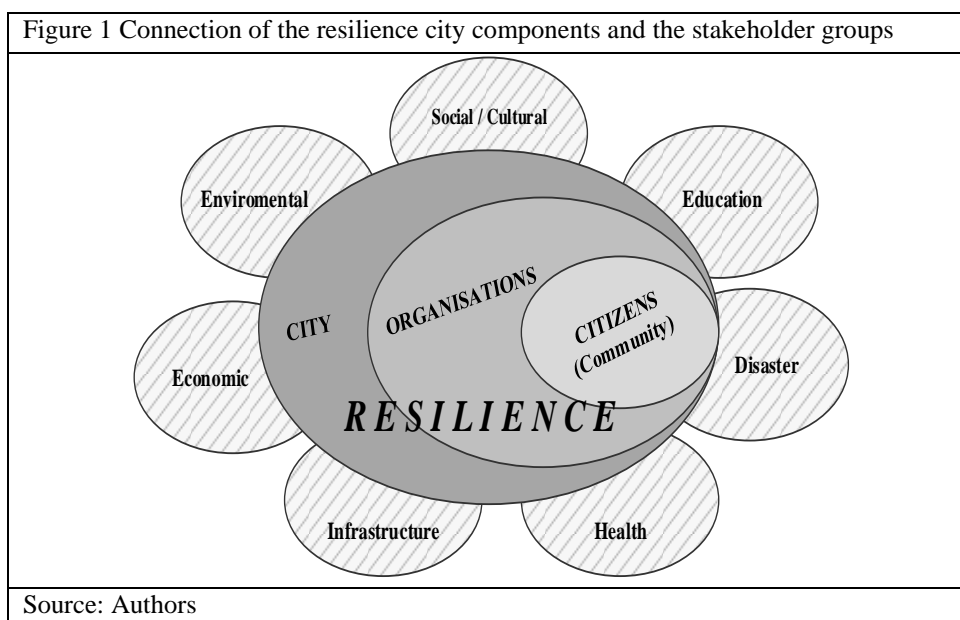 Figure 1 Connection of the resilience city components and the stakeholder groups
Social / Cultural
Enviromental
Education
CITY
ORGANISATIONS
CITIZENS
(Community)
Economic
Disaster
RESILIENCE
Infrastructure
Health
Source: Authors